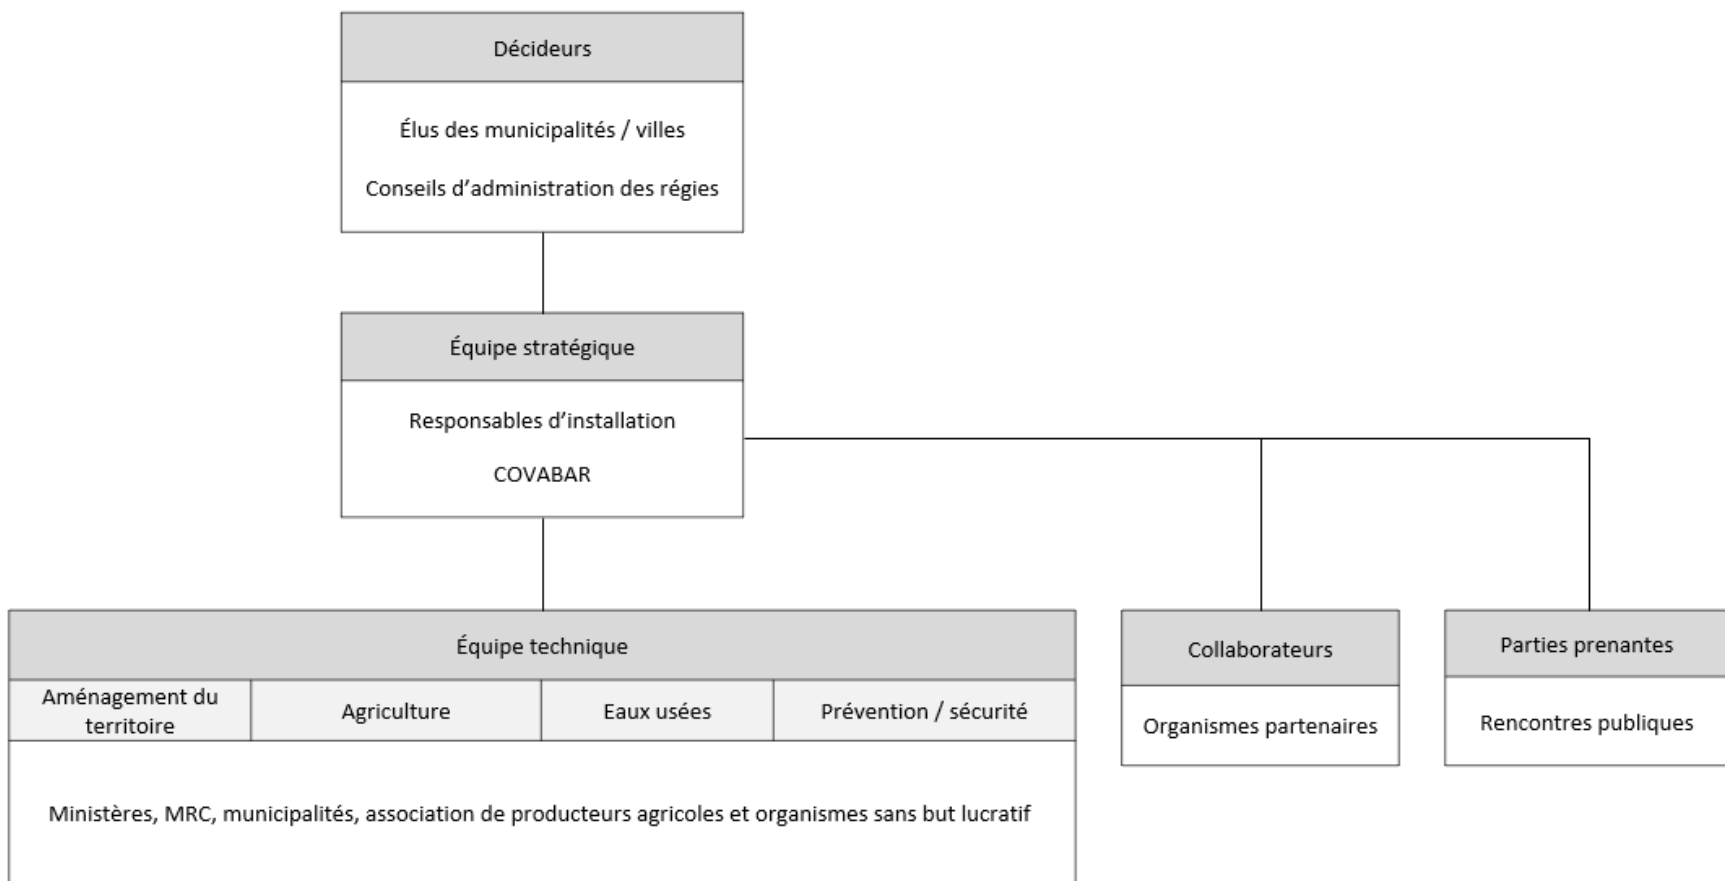 Décideurs
Élus des municipalités / villes
Conseils d’administration des régies
Équipe stratégique
Responsables d’installation
COVABAR
Équipe technique
Aménagement du
territoire
Agriculture
Eaux usées
Prévention / sécurité
Ministères, MRC, municipalités, association de producteurs agricoles et organismes sans but lucratif
Collaborateurs
Organismes partenaires
Parties prenantes
Rencontres publiques